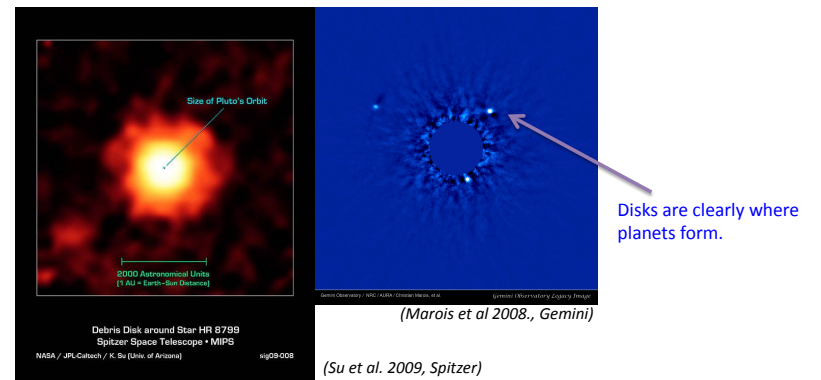 Size of Pluto's Orbit
2000 Astronomical Units
(1 AU = Earth-Sun Distance)
Debris Disk around Star HR 8799
Spitzer Space Telescope • MIPS
NASA / JPL-Caltech / K. Su (Univ. of Arizona)
sig09-008
Gemini Observatory / NRC / AURA / Christian Marois, et al.
Gemini Observatory Legacy Image
(Marois et al 2008., Gemini)
(Su et al. 2009, Spitzer)
Disks are clearly where
planets form.